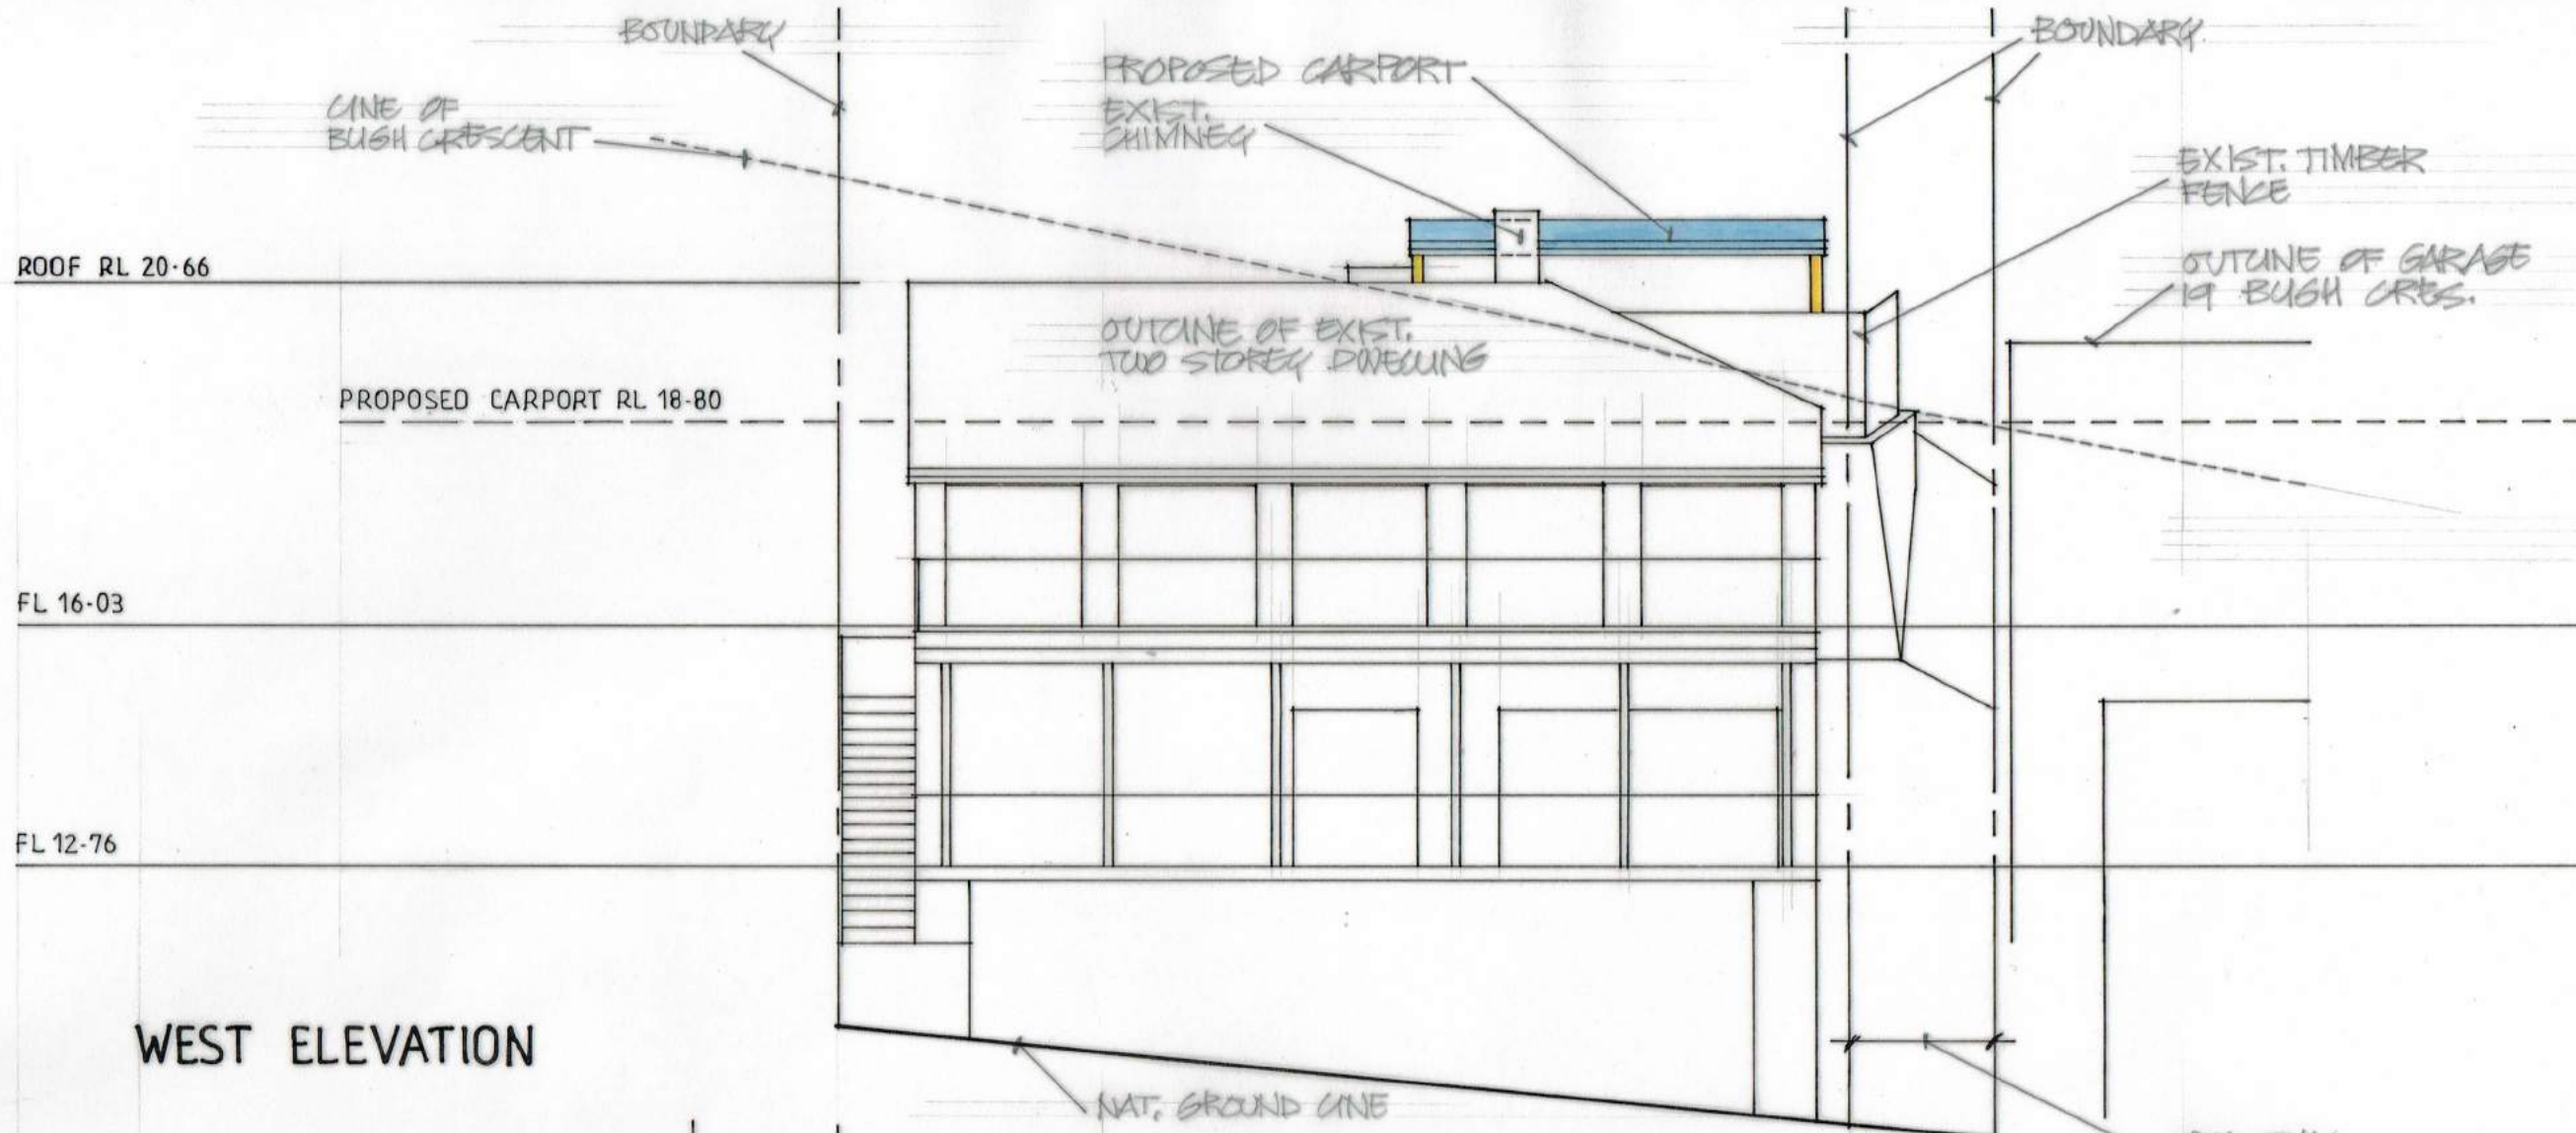 BOUNDARY
BOUNDARY.
PROPOSED CARPORT
LINE OF
BUSH CRESCENT
EXIST.
CHIMNEY
EXIST. TIMBER
FENCE
OUTLINE OF GARAGE
19 BUSH CRES.
ROOF RL 20·66
OUTLINE OF EXIST.
TWO STOREY DWELLING
PROPOSED CARPORT RL 18·80
FL 16·03
FL 12·76
WEST ELEVATION
NAT. GROUND LINE